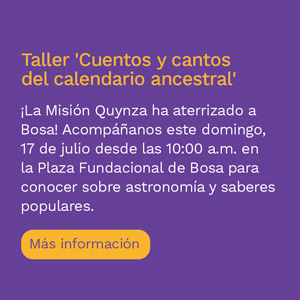 Taller 'Cuentos y cantos
del calendario ancestral'
¡La Misión Quynza ha aterrizado a
Bosa! Acompáñanos este domingo,
17 de julio desde las 10:00 a.m. en
la Plaza Fundacional de Bosa para
conocer sobre astronomía y saberes
populares.
Más información